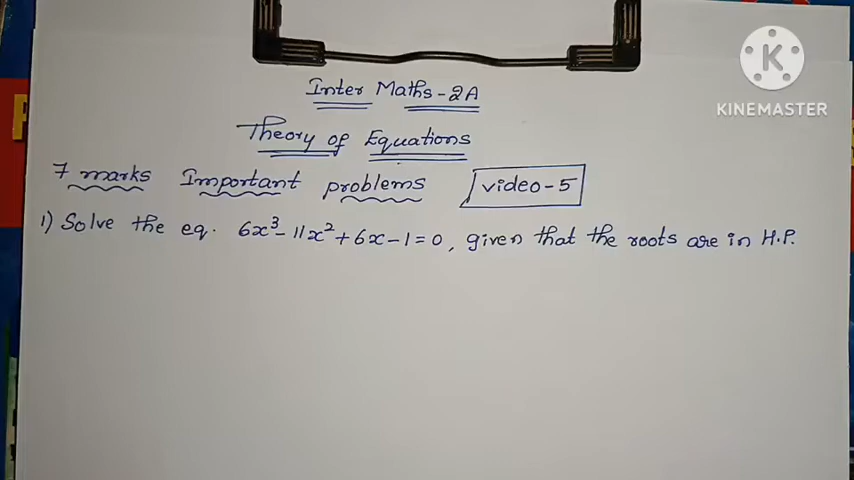 KINEMASTER
Inter Maths-2A
Theory of Equations
7 marks Important problems video-5
1) Solve the eq. 6x³-11x²+6x-1=0, given that the roots are in H.P.